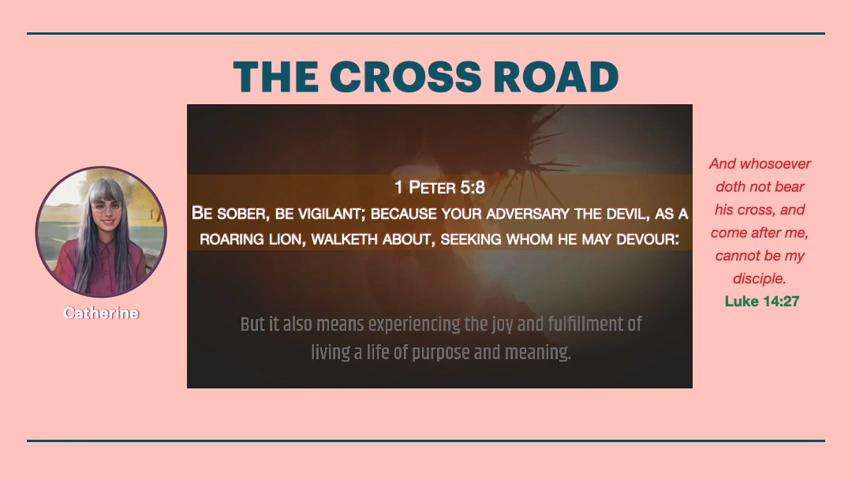 THE CROSS ROAD
1 PETER 5:8
BE SOBER, BE VIGILANT; BECAUSE YOUR ADVERSARY THE DEVIL, AS A
ROARING LION, WALKETH ABOUT, SEEKING WHOM HE MAY DEVOUR:
But it also means experiencing the joy and fulfillment of
living a life of purpose and meaning.
Catherine
And whosoever
doth not bear
his cross, and
come after me,
cannot be my
disciple.
Luke 14:27